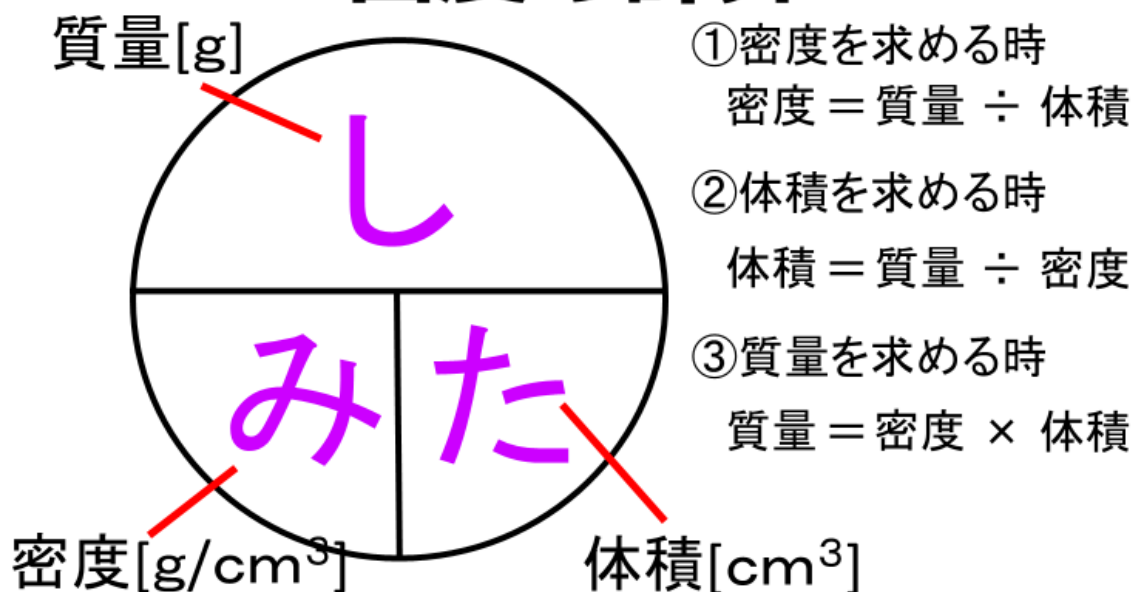 質量[g]
し
み
た
密度[g/cm³]
体積[cm³]
①密度を求める時
密度＝質量 ÷ 体積
②体積を求める時
体積＝質量 ÷ 密度
③質量を求める時
質量＝密度 × 体積